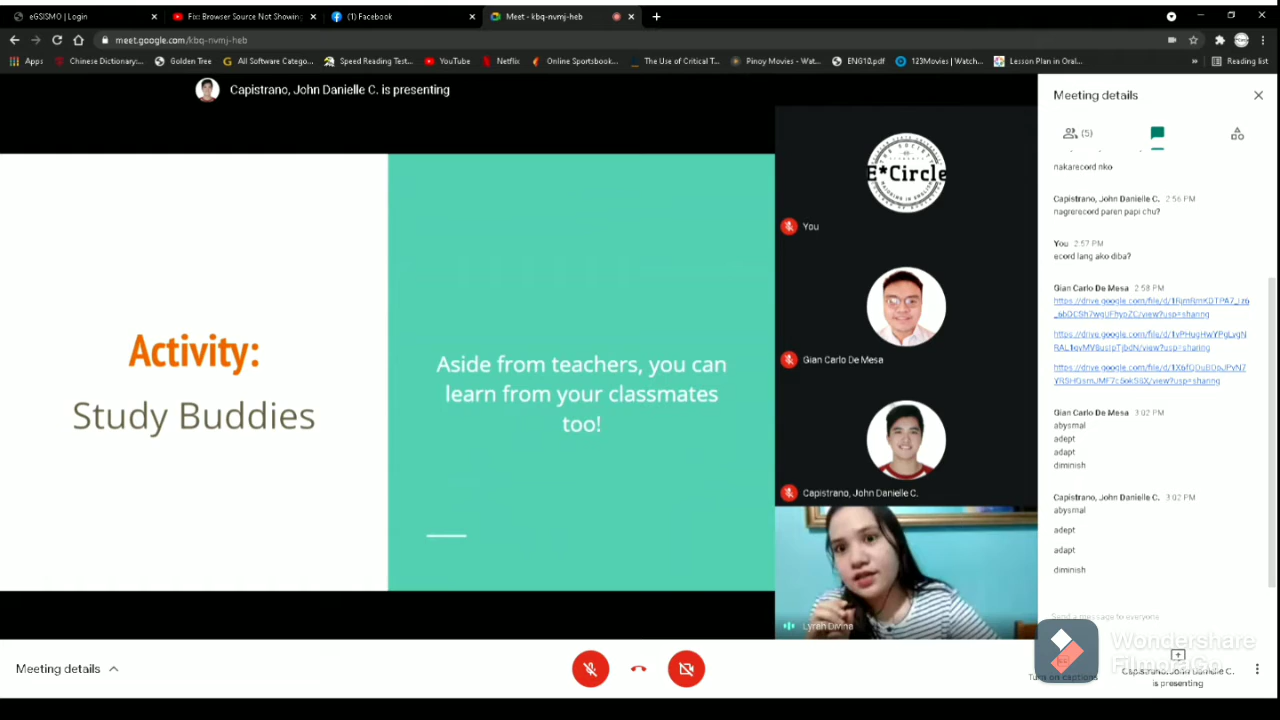 eGSISMO | Login
Fix: Browser Source Not Showin
(1) Facebook
Meet - kbq-nvmj-heb
meet.google.com/kbq-nvmj-heb
Apps
Chinese Dictionary:...
Golden Tree
All Software Catego...
Speed Reading Test...
YouTube
Netflix
Online Sportsbook...
The Use of Critical T...
Pinoy Movies - Wat...
ENG10.pdf
123Movies | Watch...
Lesson Plan in Oral...
»
Reading list
Capistrano, John Danielle C. is presenting
Activity:
Study Buddies
Aside from teachers, you can
learn from your classmates
too!
E*Circle
You
Gian Carlo De Mesa
Capistrano, John Danielle C.
Lyrah Divina
Meeting details
(5)
nakarecord nko
Capistrano, John Danielle C. 2:56 PM
nagrerecord paren papi chu?
You 2:57 PM
ecord lang ako diba?
Gian Carlo De Mesa 2:58 PM
Gian Carlo De Mesa 3:02 PM
abysmal
adept
adapt
diminish
Capistrano, John Danielle C. 3:02 PM
abysmal
adept
adapt
diminish
Send a message to everyone
Wondershare
FilmoraGo
Meeting details
Turn on captions
Capistrano, John Danielle C.
is presenting